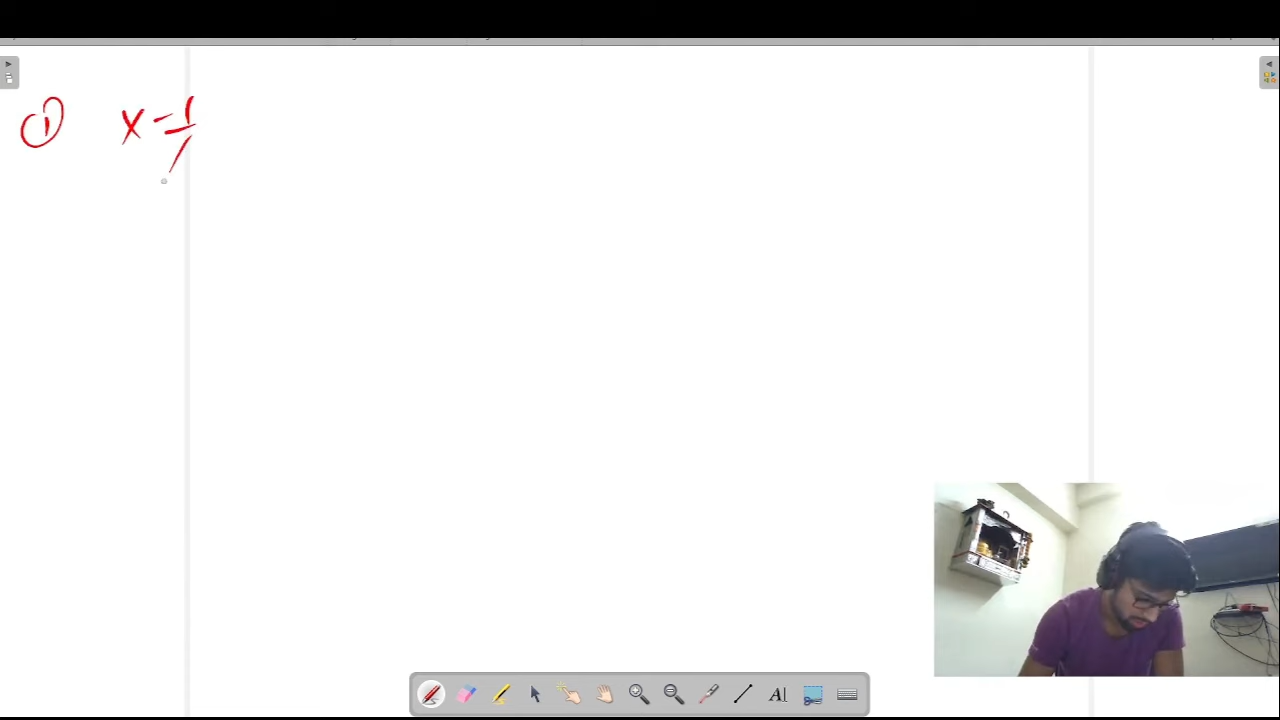 ① x - 1/